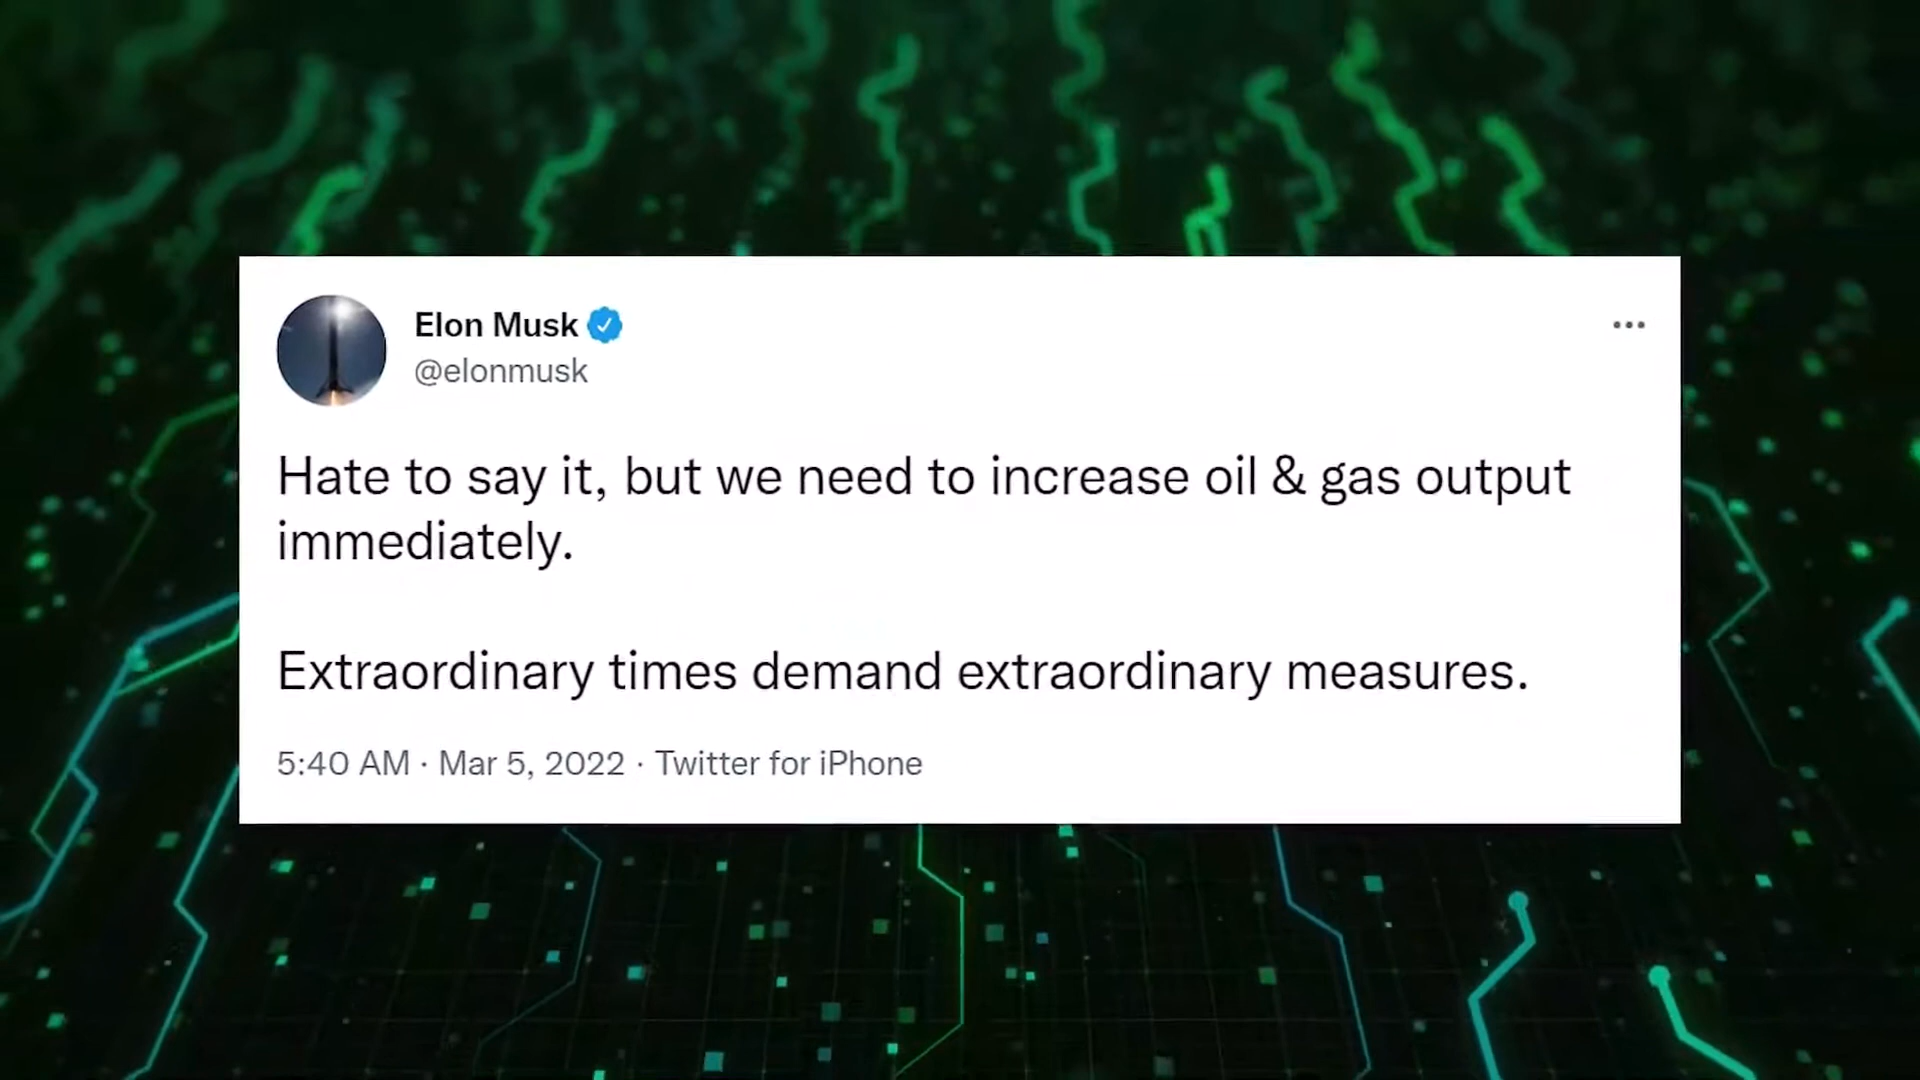 Elon Musk
@elonmusk
Hate to say it, but we need to increase oil & gas output
immediately.
Extraordinary times demand extraordinary measures.
5:40 AM · Mar 5, 2022 · Twitter for iPhone